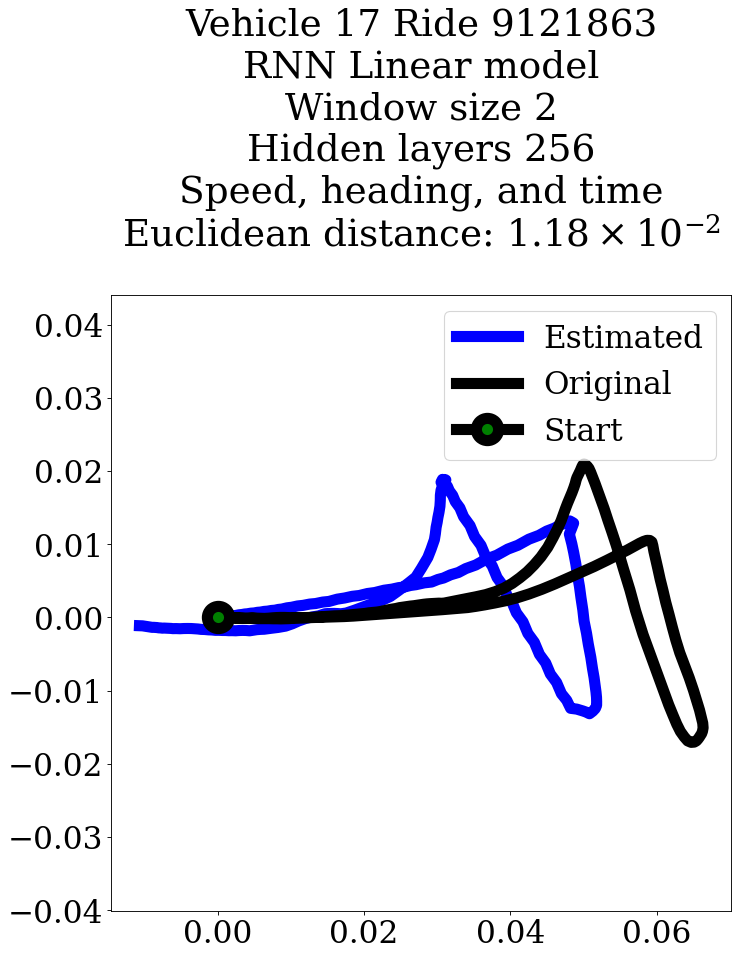 Vehicle 17 Ride 9121863
RNN Linear model
Window size 2
Hidden layers 256
Speed, heading, and time
Euclidean distance: 1.18 × 10⁻²
Estimated
Original
Start
0.04
0.03
0.02
0.01
0.00
−0.01
−0.02
−0.03
−0.04
0.00 0.02 0.04 0.06